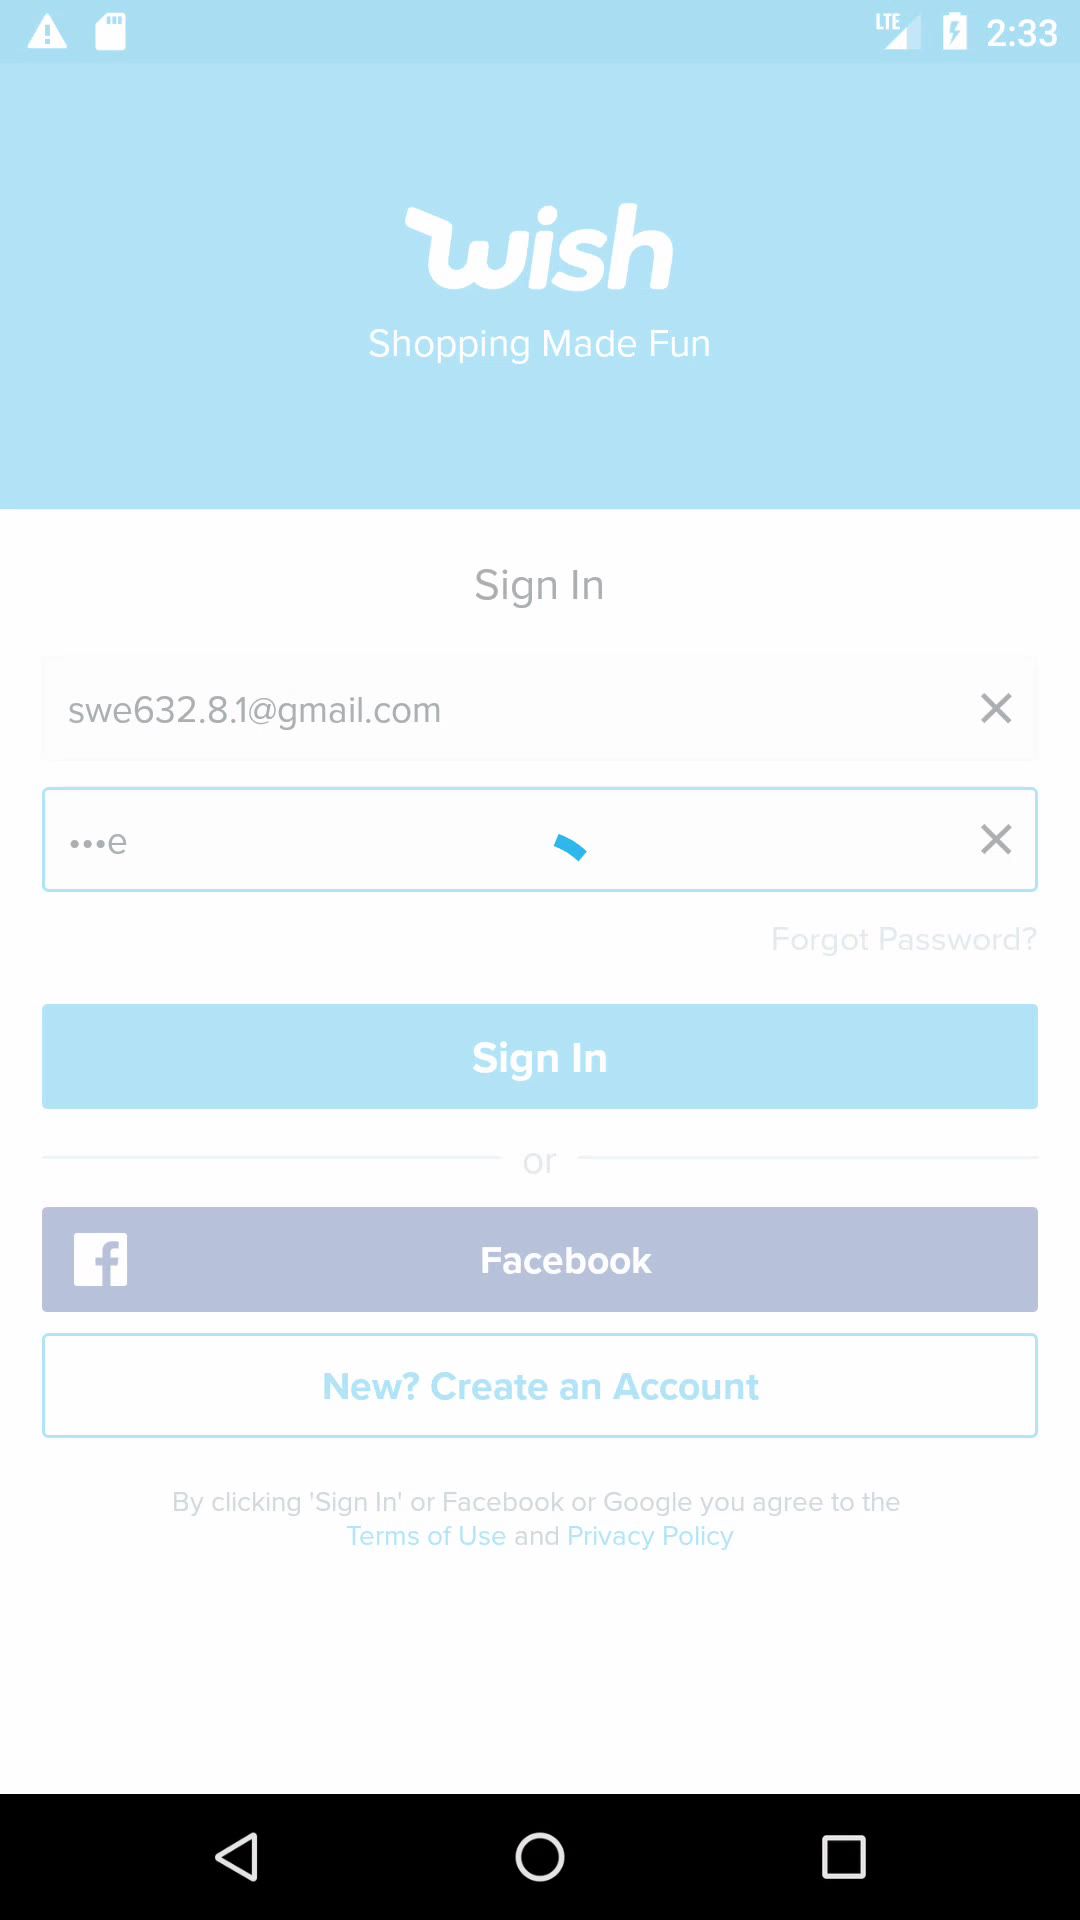 LTE 2:33
wish
Shopping Made Fun
Sign In
swe632.8.1@gmail.com
•••e
Forgot Password?
Sign In
or
Facebook
New? Create an Account
By clicking 'Sign In' or Facebook or Google you agree to the
Terms of Use and Privacy Policy